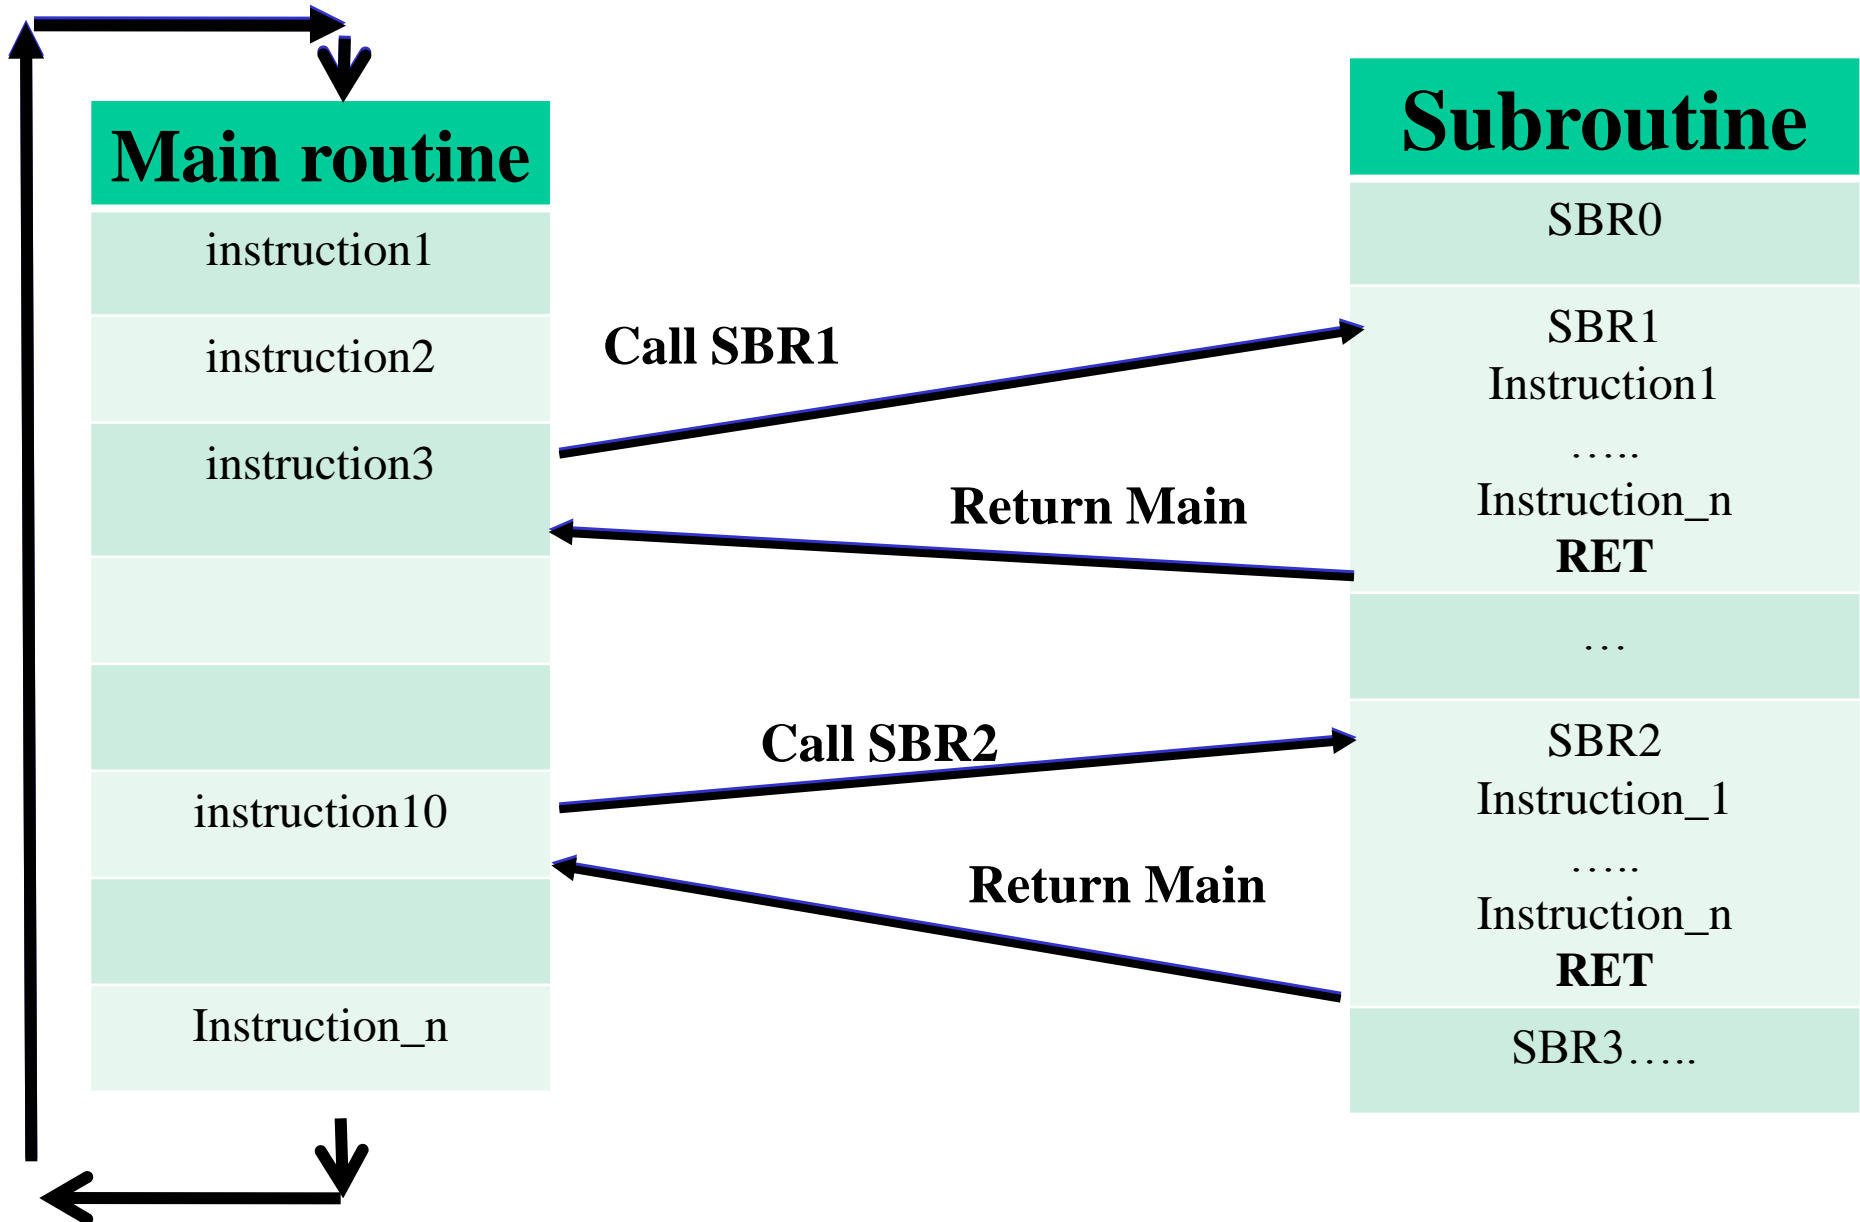 Main routine
instruction1
instruction2
instruction3
instruction10
Instruction_n
Call SBR1
Return Main
Call SBR2
Return Main
Subroutine
SBR0
SBR1
Instruction1
…..
Instruction_n
RET
…
SBR2
Instruction_1
…..
Instruction_n
RET
SBR3…..